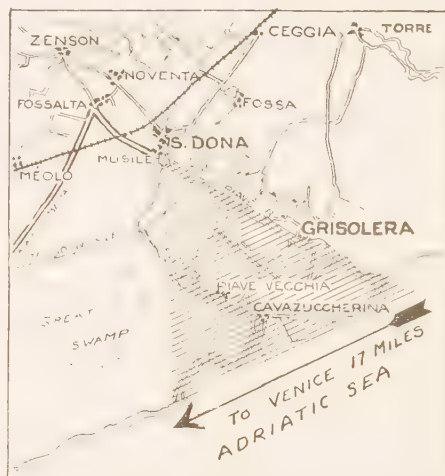 ZENSON
CEGGIA
TORRE
NOVENTA
FOSSALTA
FOSSA
S. DONA
MUSILE
MEOLO
PIAVE
GRISOLERA
PIAVE VECCHIA
CAVAZUCCHERINA
GREAT
SWAMP
TO VENICE 17 MILES
ADRIATIC SEA